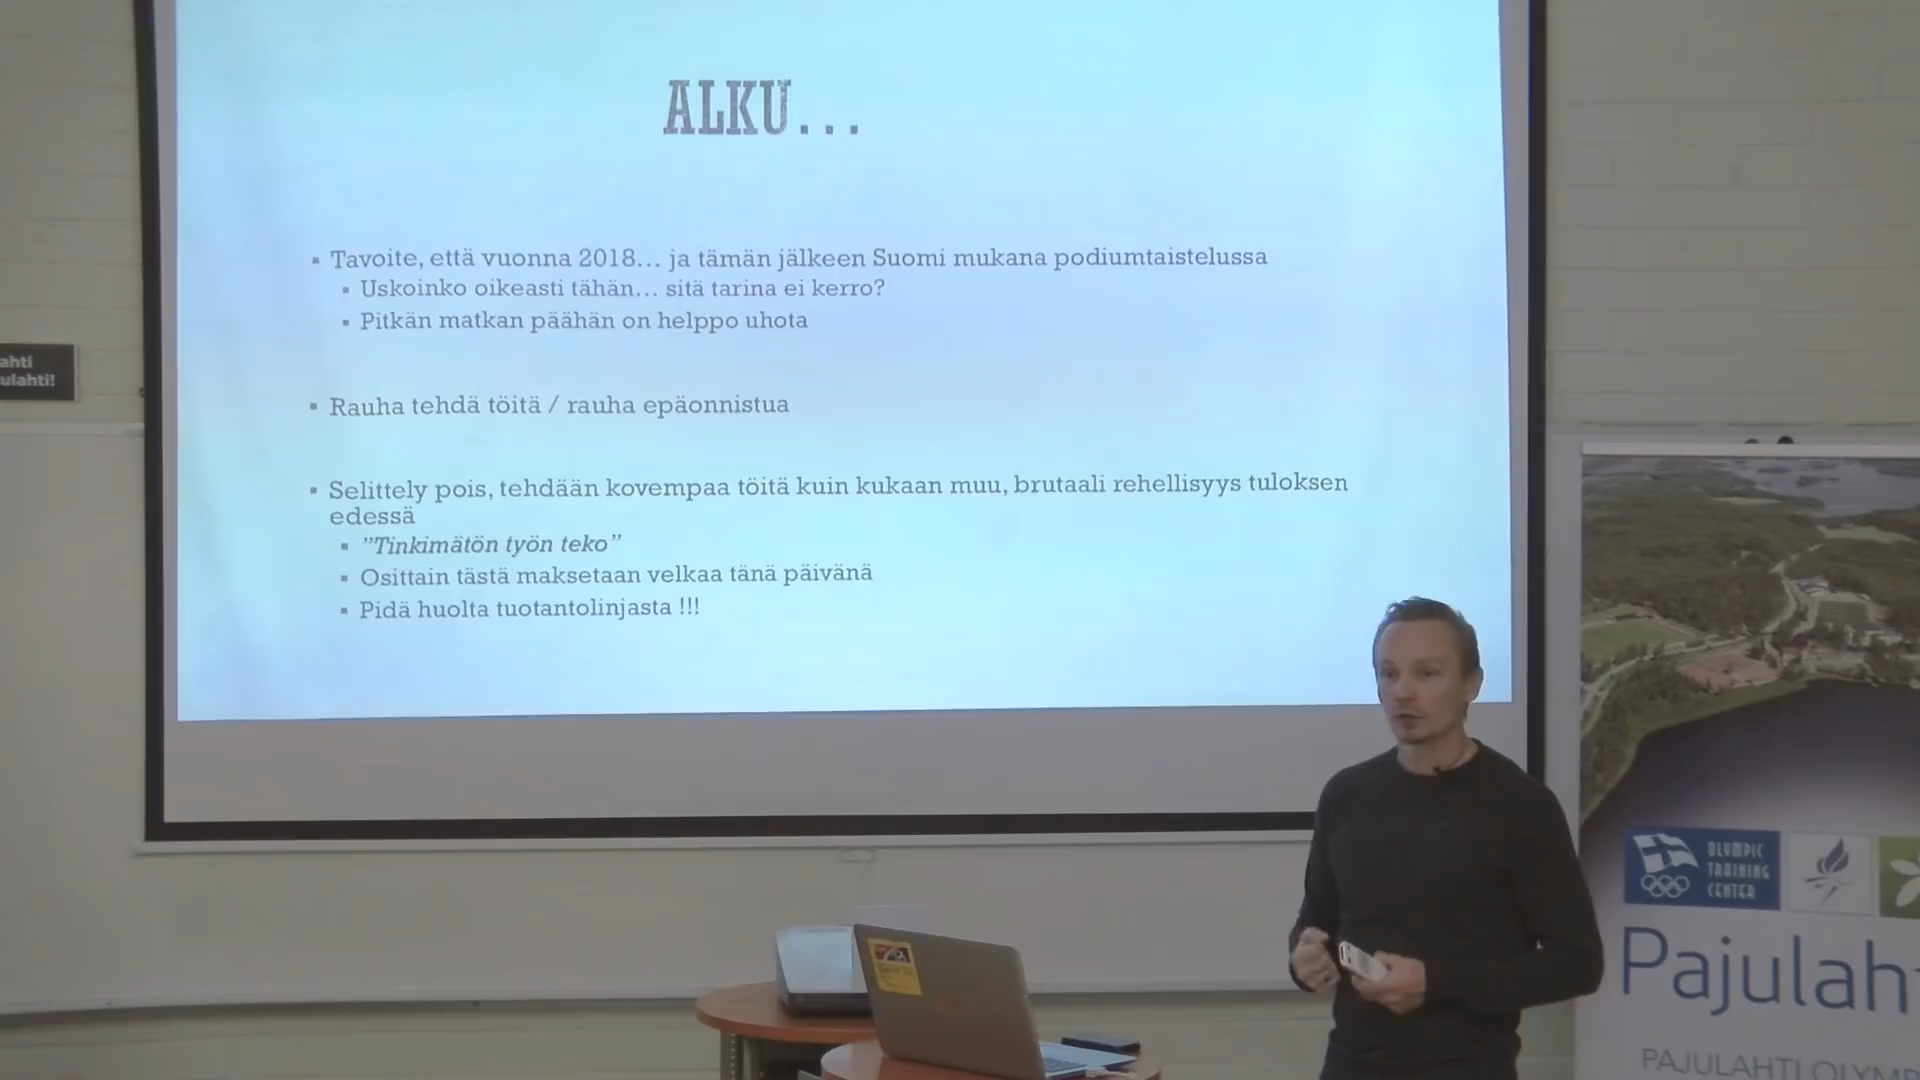 ALKU...
▪ Tavoite, että vuonna 2018... ja tämän jälkeen Suomi mukana podiumtaistelussa
▪ Uskoinko oikeasti tähän... sitä tarina ei kerro?
▪ Pitkän matkan päähän on helppo uhota
▪ Rauha tehdä töitä / rauha epäonnistua
▪ Selittely pois, tehdään kovempaa töitä kuin kukaan muu, brutaali rehellisyys tuloksen
edessä
▪ ”Tinkimätön työn teko”
▪ Osittain tästä maksetaan velkaa tänä päivänä
▪ Pidä huolta tuotantolinjasta !!!
ahti
ulahti!
OLYMPIC
TRAINING
CENTER
Pajulah
PAJULAHTI OLYMP